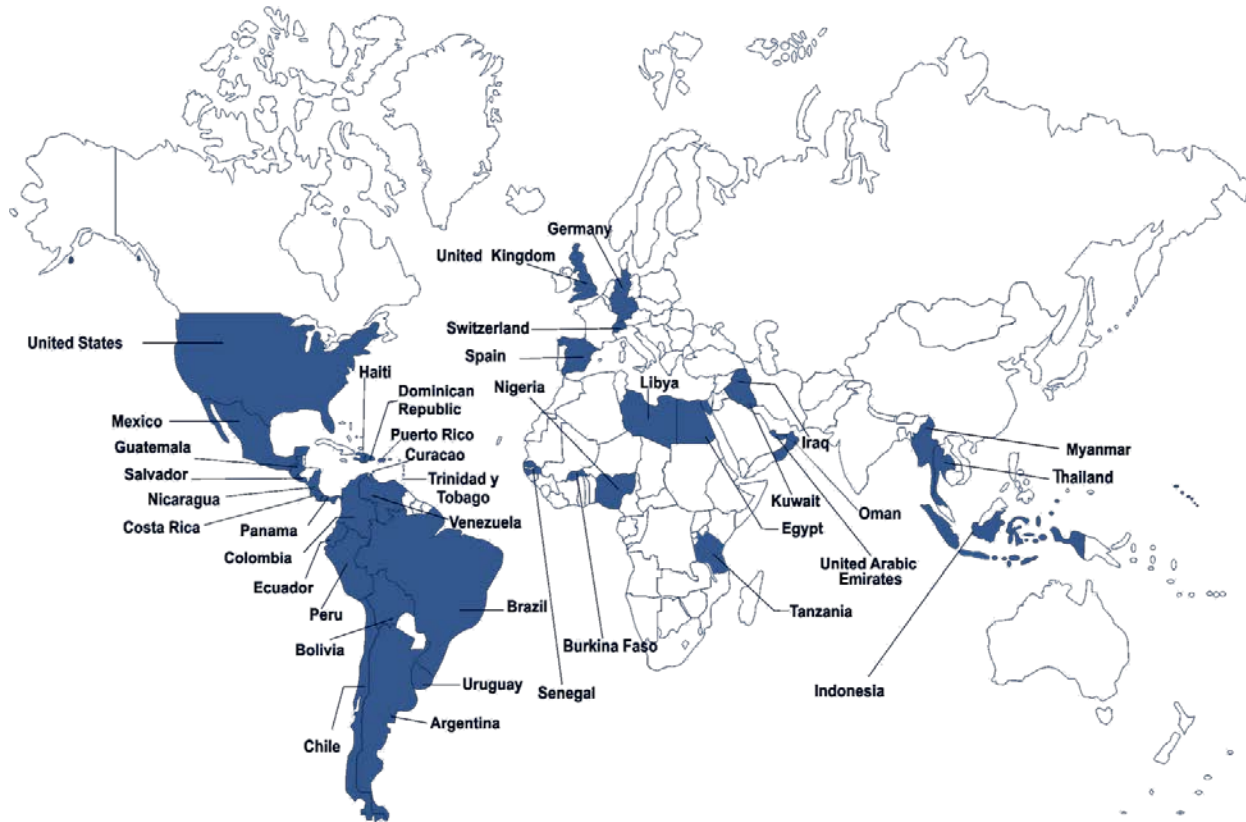 Germany
United Kingdom
Switzerland
Spain
United States
Haiti
Dominican
Republic
Nigeria
Libya
Mexico
Puerto Rico
Guatemala
Curacao
Iraq
Myanmar
Salvador
Trinidad y
Tobago
Thailand
Nicaragua
Kuwait
Costa Rica
Panama
Venezuela
Oman
Egypt
Colombia
United Arabic
Emirates
Ecuador
Peru
Brazil
Tanzania
Bolivia
Burkina Faso
Uruguay
Senegal
Indonesia
Argentina
Chile